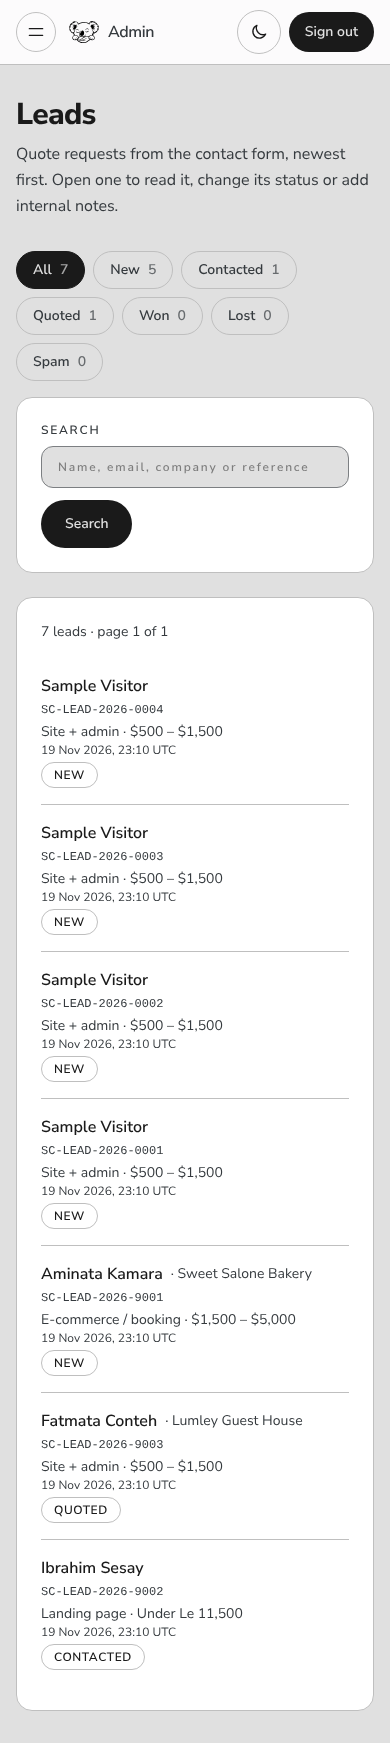 Admin
Sign out
Leads
Quote requests from the contact form, newest
first. Open one to read it, change its status or add
internal notes.
All 7
New 5
Contacted 1
Quoted 1
Won 0
Lost 0
Spam 0
SEARCH
Name, email, company or reference
Search
7 leads · page 1 of 1
Sample Visitor
SC-LEAD-2026-0004
Site + admin · $500 – $1,500
19 Nov 2026, 23:10 UTC
NEW
Sample Visitor
SC-LEAD-2026-0003
Site + admin · $500 – $1,500
19 Nov 2026, 23:10 UTC
NEW
Sample Visitor
SC-LEAD-2026-0002
Site + admin · $500 – $1,500
19 Nov 2026, 23:10 UTC
NEW
Sample Visitor
SC-LEAD-2026-0001
Site + admin · $500 – $1,500
19 Nov 2026, 23:10 UTC
NEW
Aminata Kamara · Sweet Salone Bakery
SC-LEAD-2026-9001
E-commerce / booking · $1,500 – $5,000
19 Nov 2026, 23:10 UTC
NEW
Fatmata Conteh · Lumley Guest House
SC-LEAD-2026-9003
Site + admin · $500 – $1,500
19 Nov 2026, 23:10 UTC
QUOTED
Ibrahim Sesay
SC-LEAD-2026-9002
Landing page · Under Le 11,500
19 Nov 2026, 23:10 UTC
CONTACTED